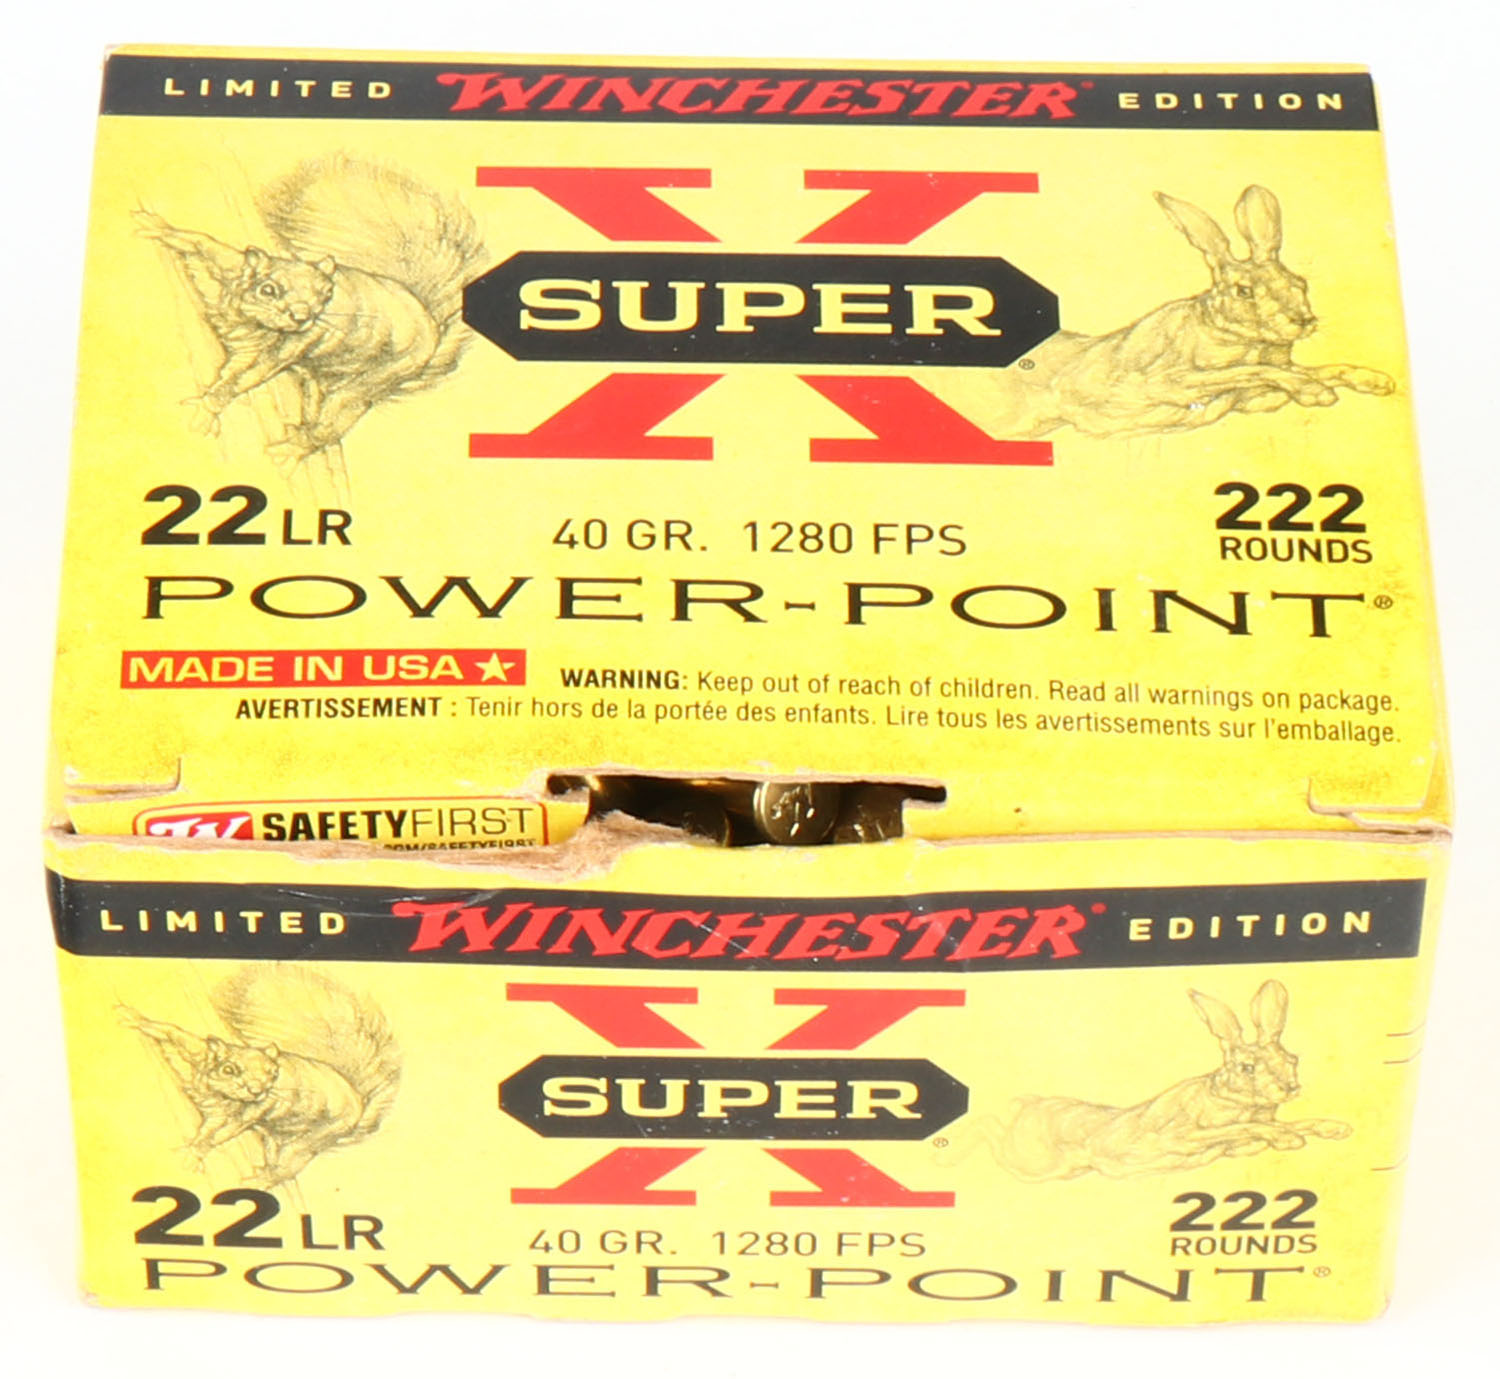 LIMITED WINCHESTER EDITION
X
SUPER ®
22 LR 40 GR. 1280 FPS 222 ROUNDS
POWER-POINT®
MADE IN USA ★
WARNING: Keep out of reach of children. Read all warnings on package.
AVERTISSEMENT : Tenir hors de la portée des enfants. Lire tous les avertissements sur l'emballage.
W SAFETYFIRST
LIMITED WINCHESTER EDITION
X
SUPER ®
22 LR 40 GR. 1280 FPS 222 ROUNDS
POWER-POINT®